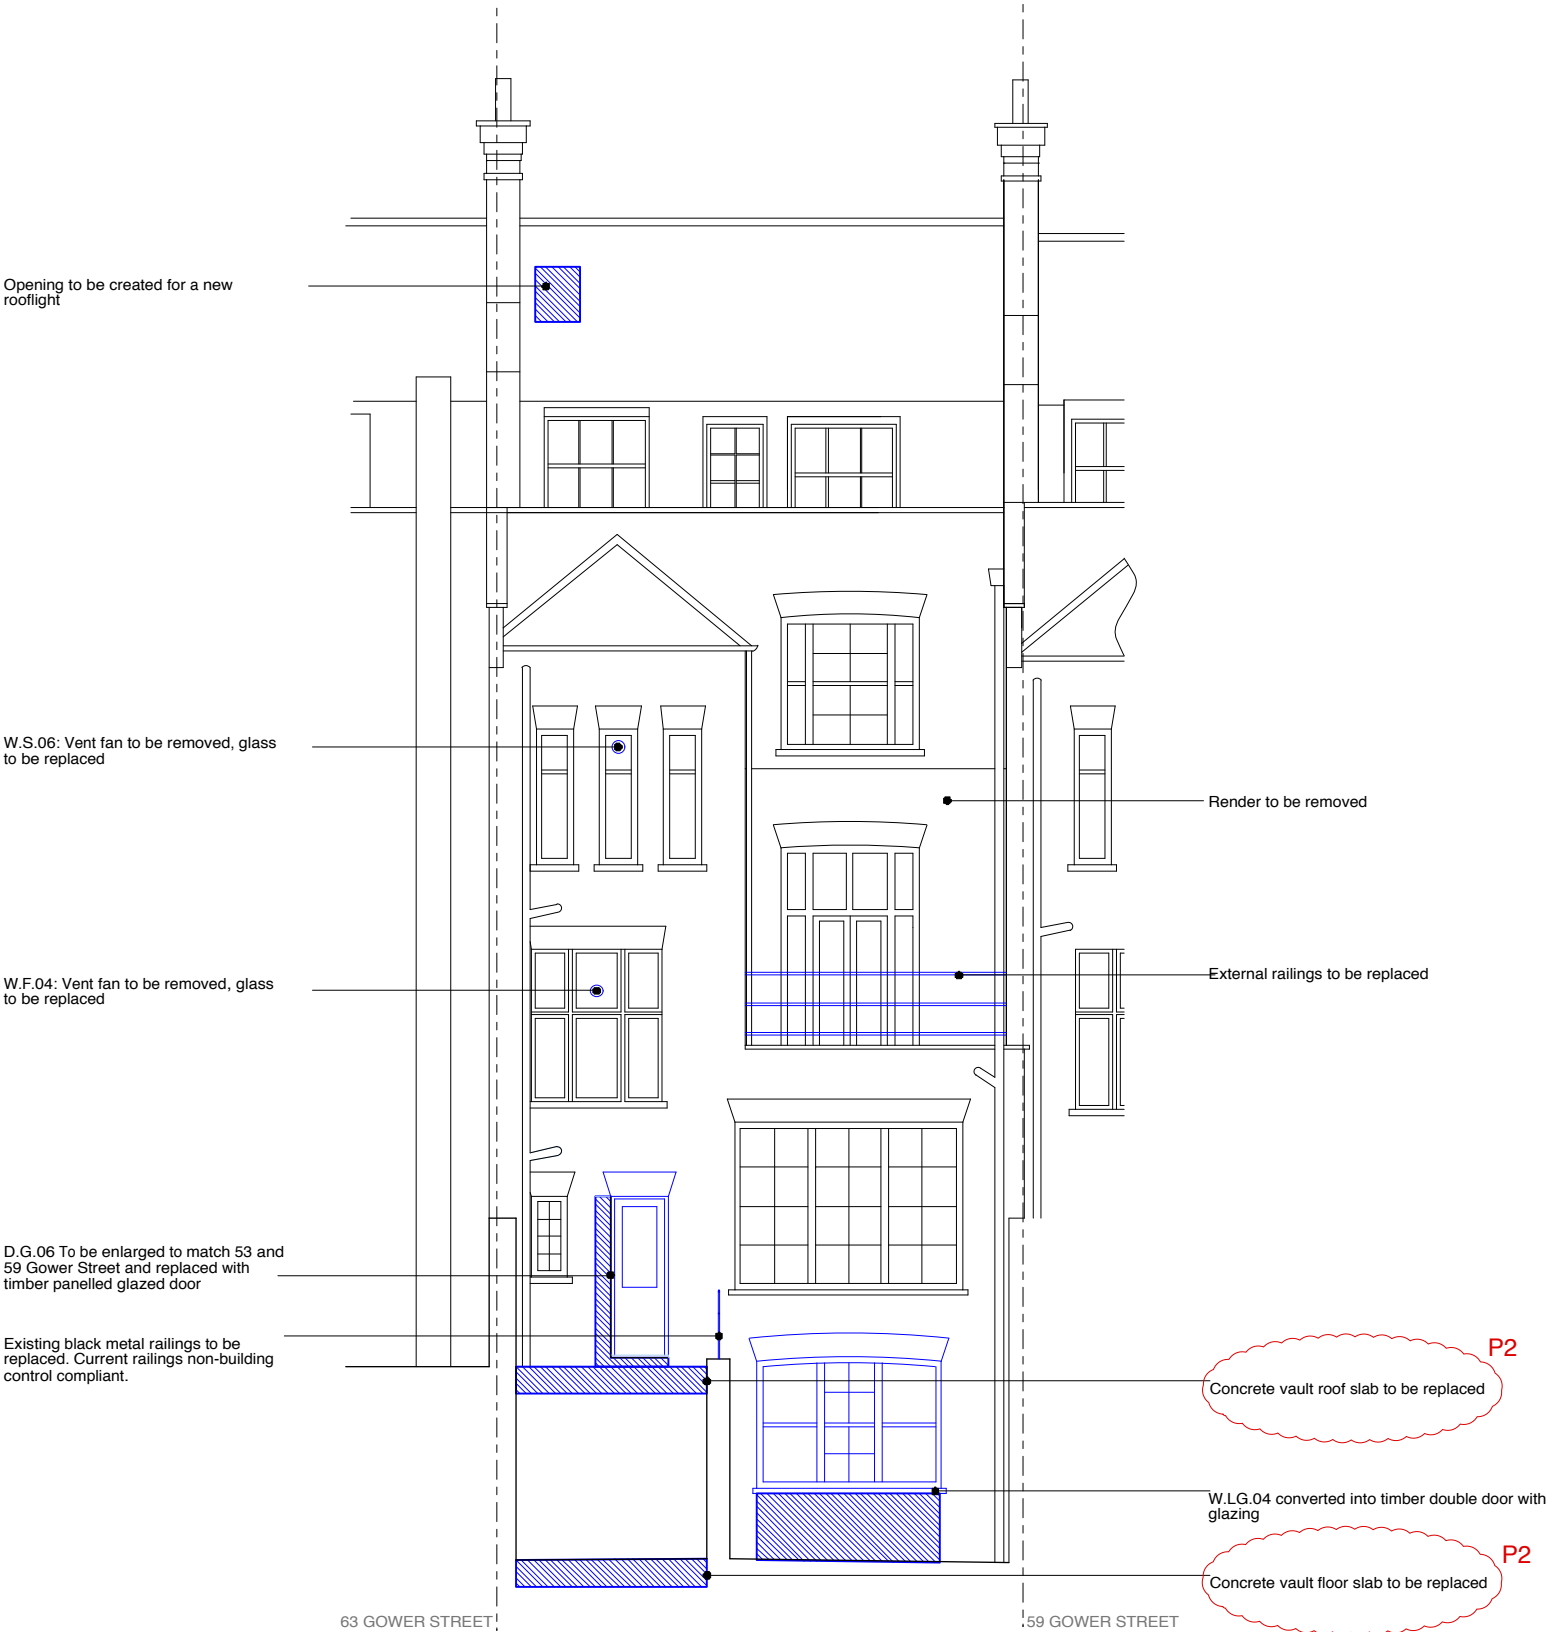 Opening to be created for a new
rooflight
W.S.06: Vent fan to be removed, glass
to be replaced
Render to be removed
W.F.04: Vent fan to be removed, glass
to be replaced
External railings to be replaced
D.G.06 To be enlarged to match 53 and
59 Gower Street and replaced with
timber panelled glazed door
Existing black metal railings to be
replaced. Current railings non-building
control compliant.
P2
Concrete vault roof slab to be replaced
W.LG.04 converted into timber double door with
glazing
P2
Concrete vault floor slab to be replaced
63 GOWER STREET
59 GOWER STREET